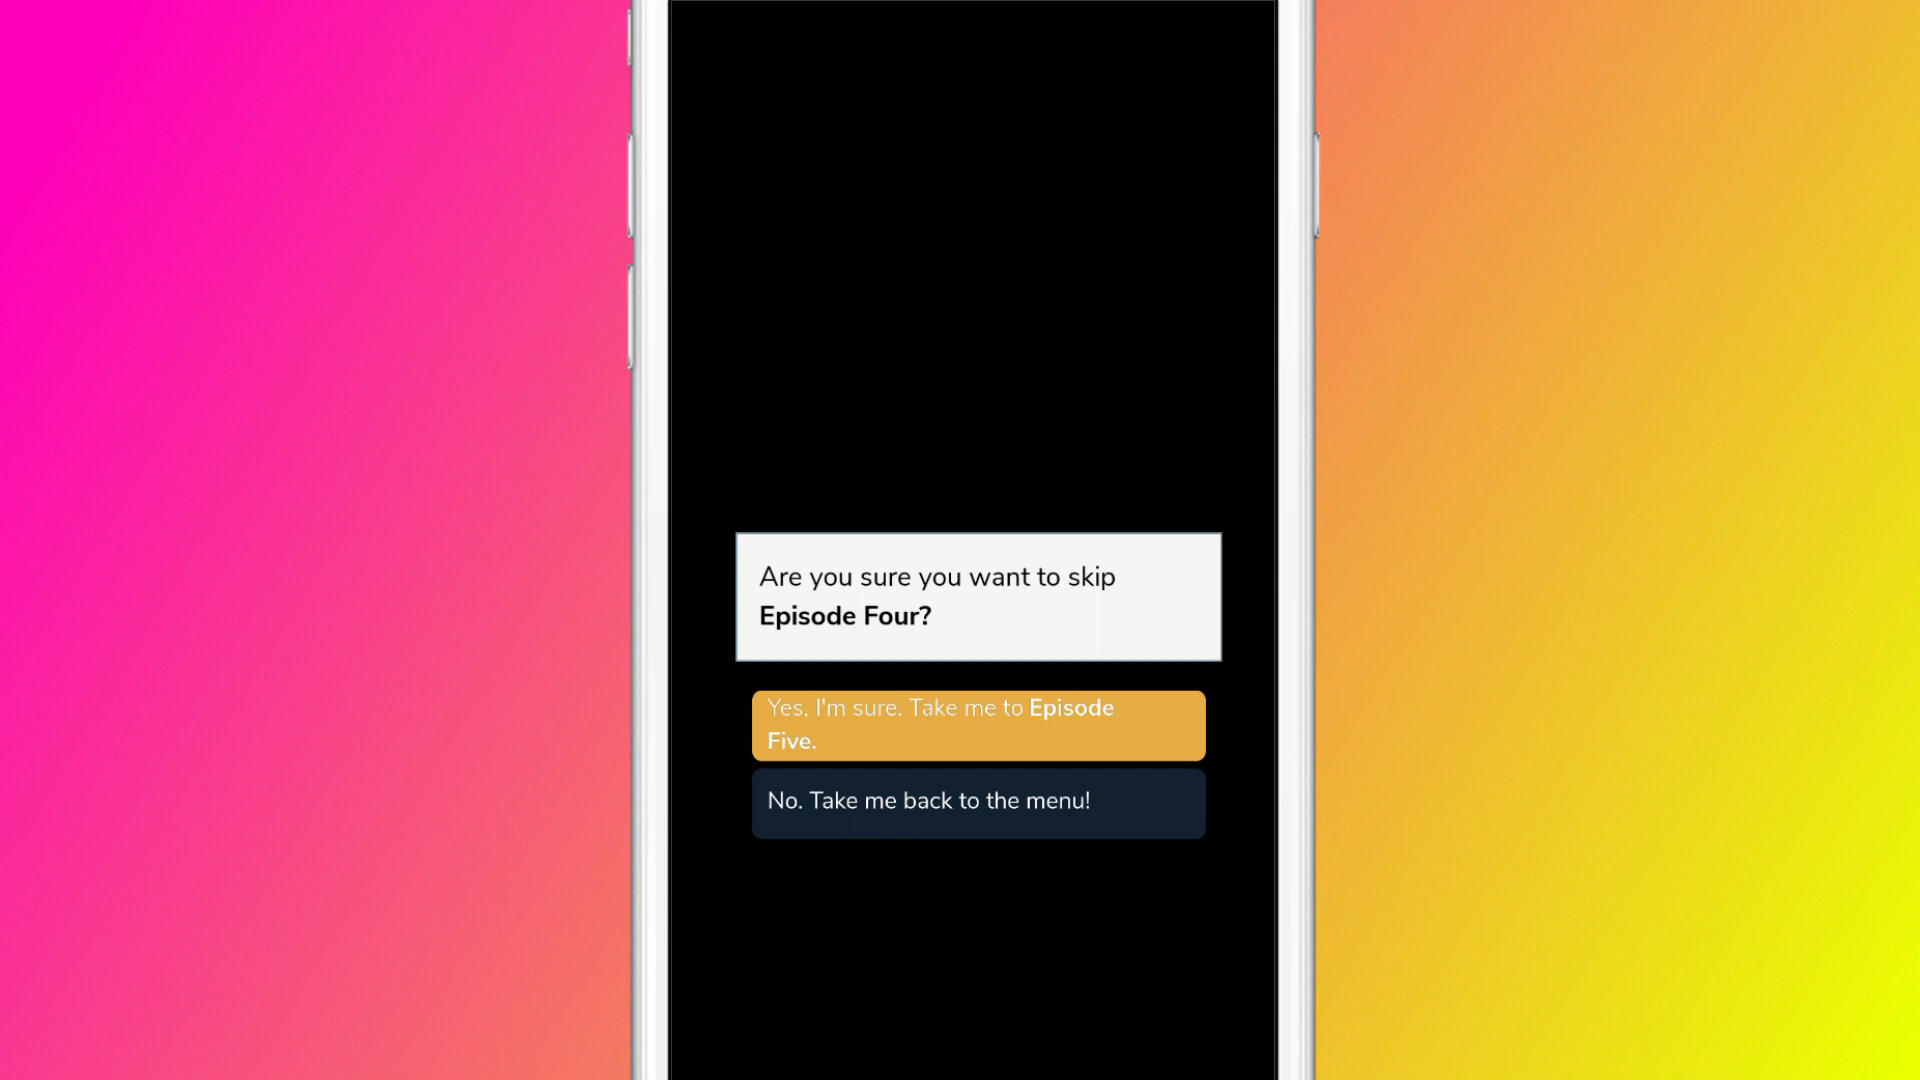 Are you sure you want to skip
Episode Four?
Yes, I'm sure. Take me to Episode
Five.
No. Take me back to the menu!